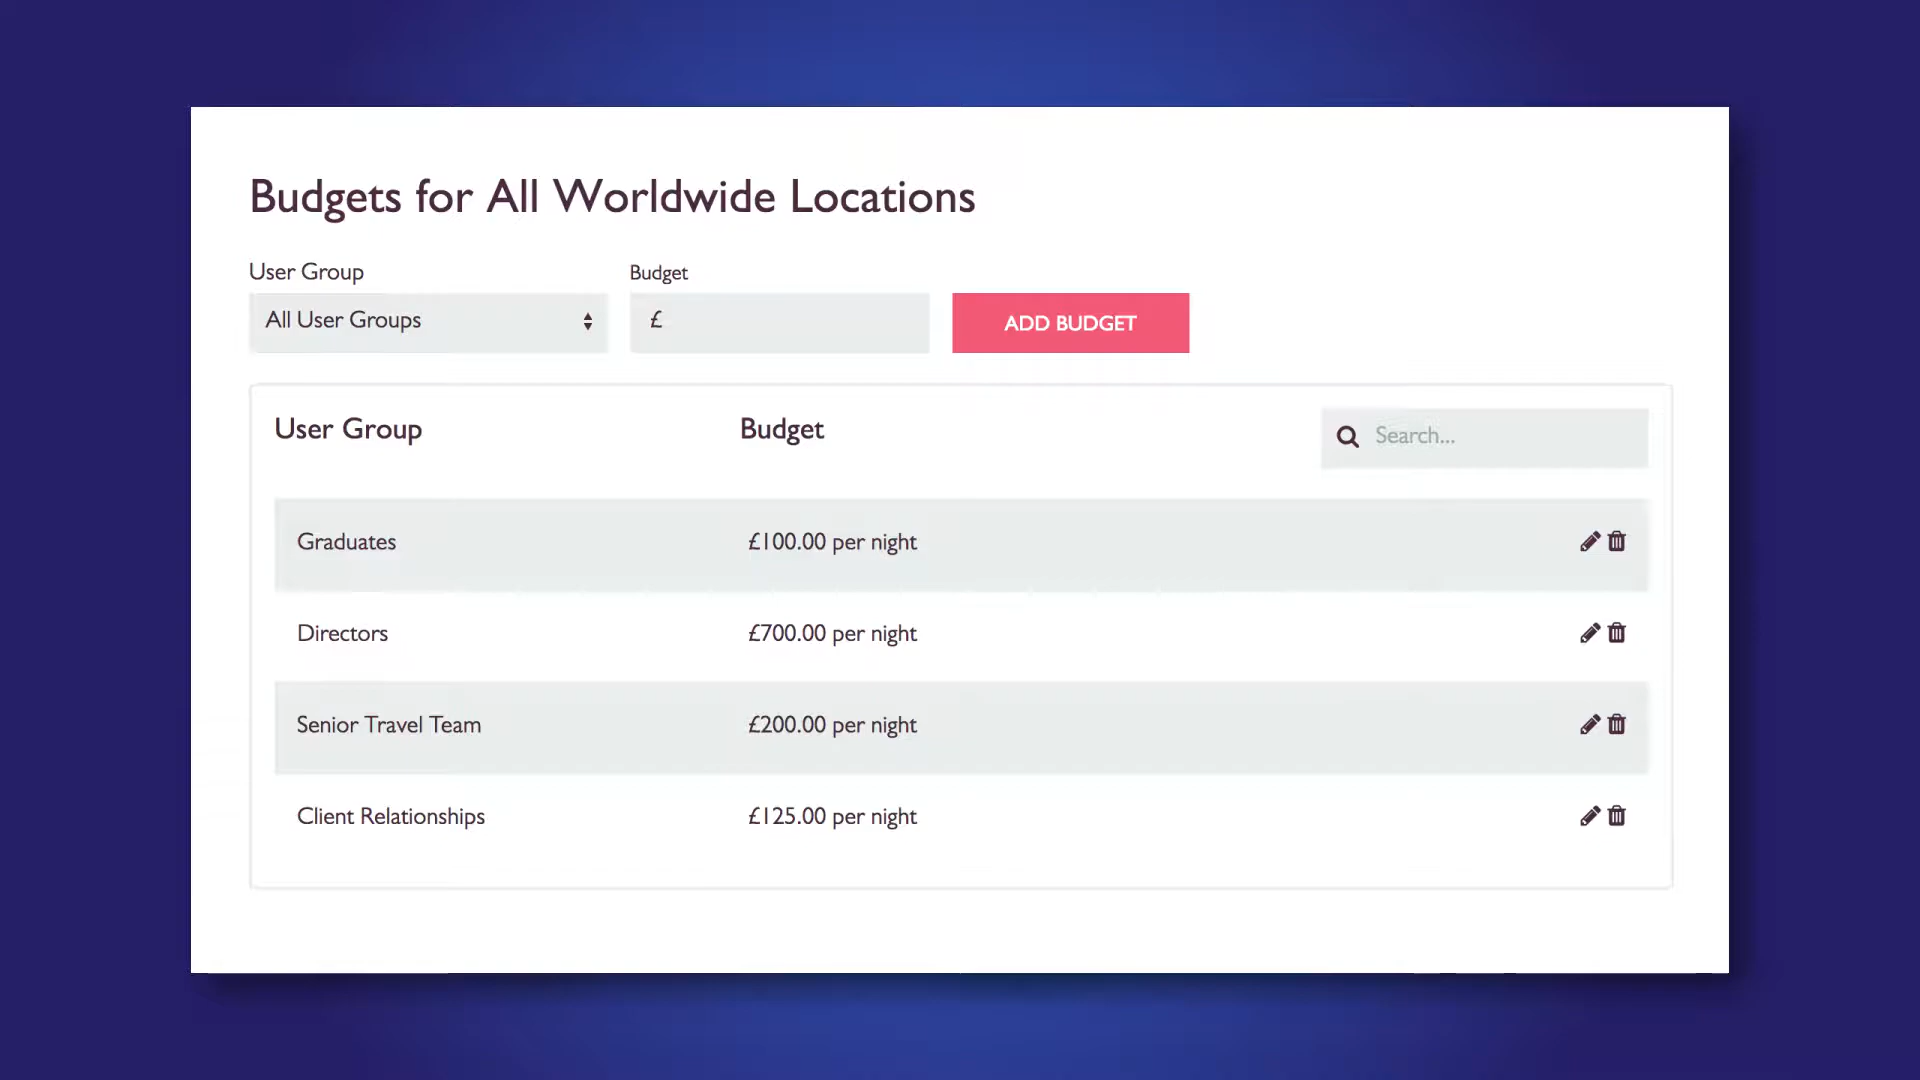 Budgets for All Worldwide Locations
User Group
Budget
All User Groups
£
ADD BUDGET
User Group
Budget
Search...
Graduates
£100.00 per night
Directors
£700.00 per night
Senior Travel Team
£200.00 per night
Client Relationships
£125.00 per night